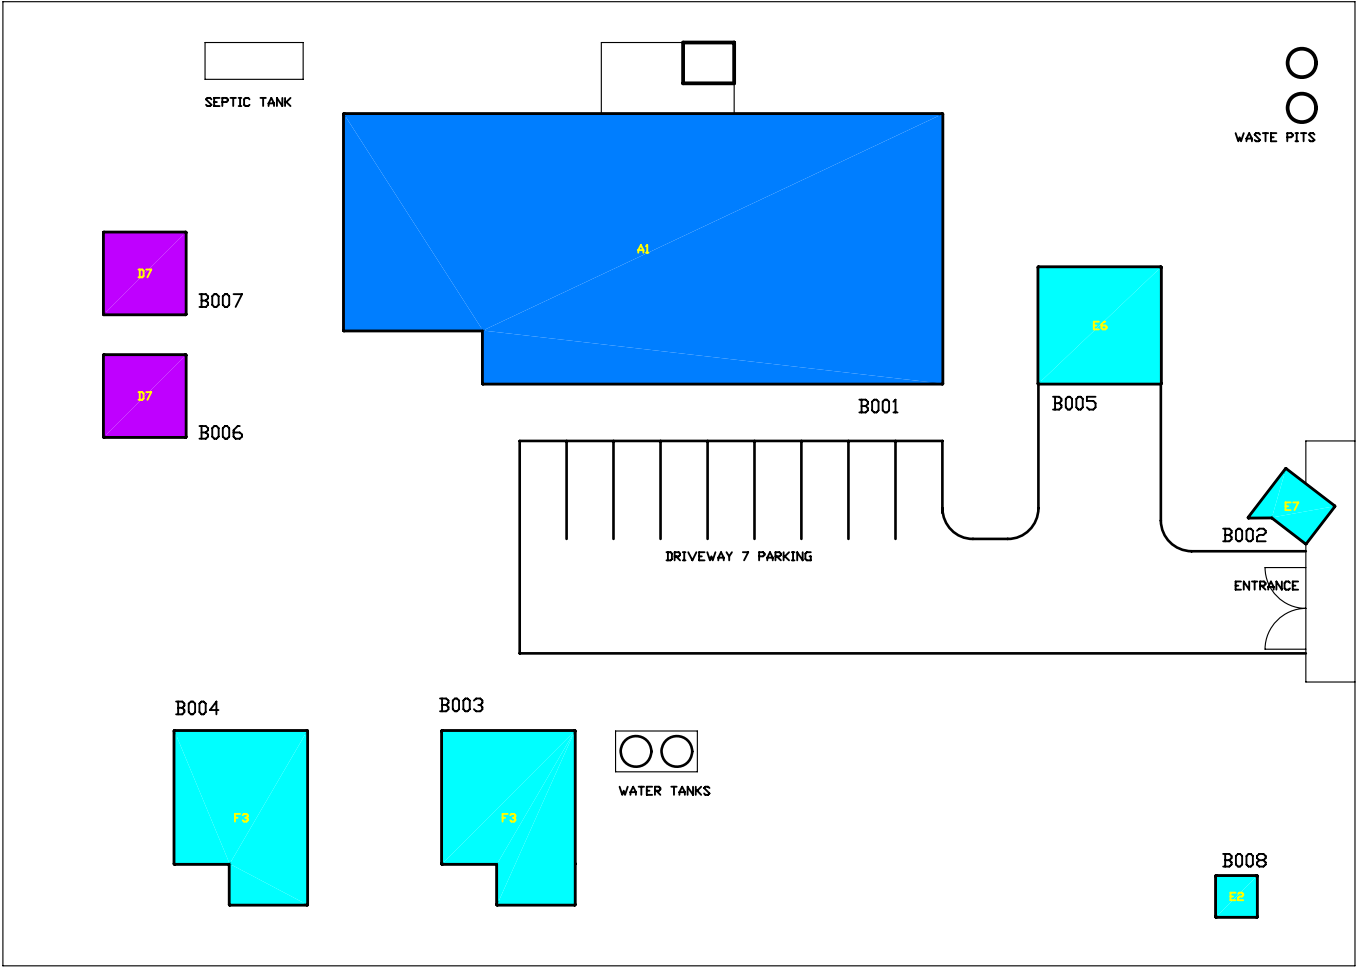 SEPTIC TANK
WASTE PITS
A1
D7
B007
E6
D7
B006
B001
B005
E7
B002
DRIVEWAY 7 PARKING
ENTRANCE
B004
B003
WATER TANKS
F3
F3
B008
E2